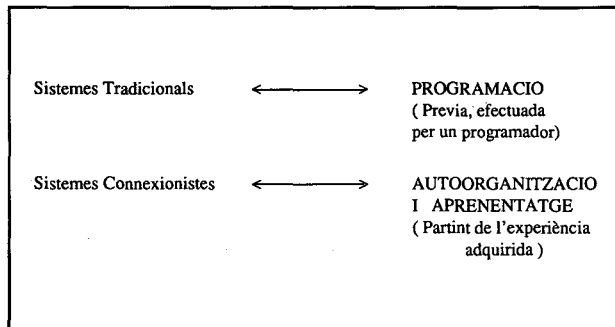 Sistemes Tradicionals PROGRAMACIO
( Previa, efectuada
per un programador)
Sistemes Connexionistes AUTOORGANITZACIO
I APRENENTATGE
( Partint de l'experiència
adquirida )